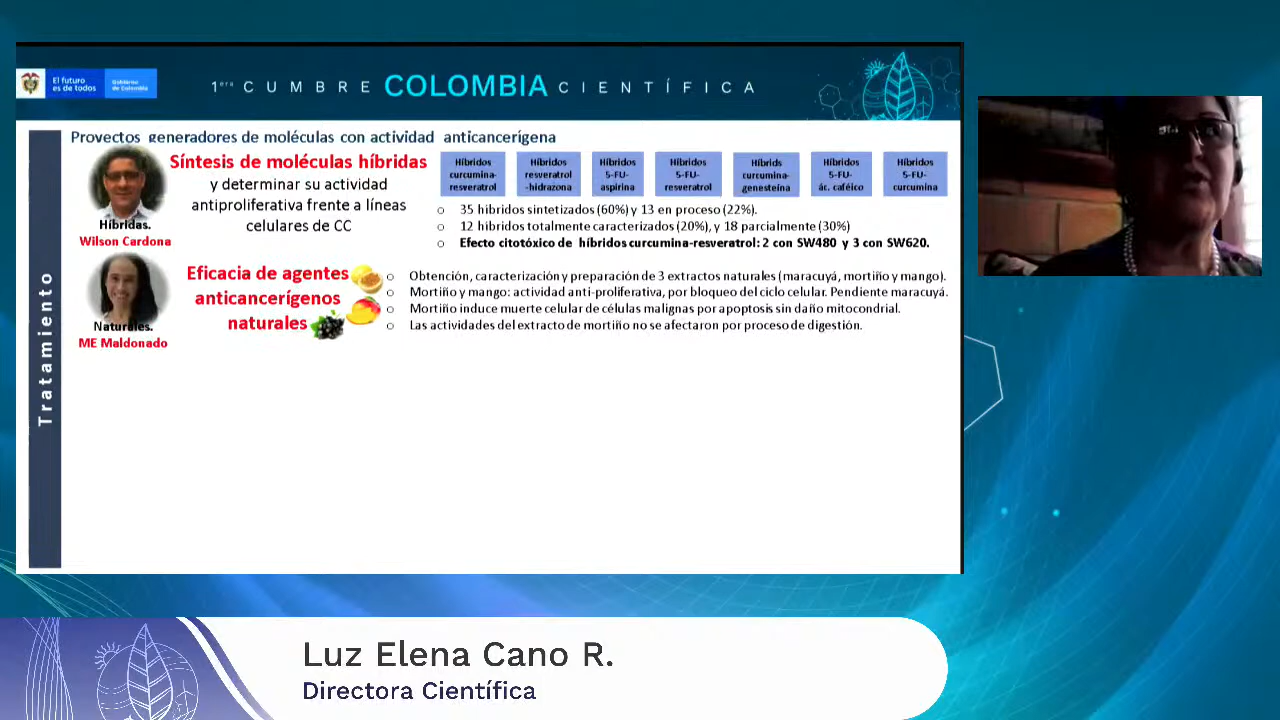 El futuro
es de todos
Gobierno
de Colombia
1era CUMBRE COLOMBIA CIENTÍFICA
Proyectos generadores de moléculas con actividad anticancerígena
Síntesis de moléculas híbridas
y determinar su actividad
antiproliferativa frente a líneas
celulares de CC
Híbridas.
Wilson Cardona
Híbridos
curcumina-
resveratrol
Híbridos
resveratrol
-hidrazona
Híbridos
5-FU-
aspirina
Híbridos
5-FU-
resveratrol
Híbrids
curcumina-
genesteína
Híbridos
5-FU-
ác. caféico
Híbridos
5-FU-
curcumina
o 35 hibridos sintetizados (60%) y 13 en proceso (22%).
o 12 híbridos totalmente caracterizados (20%), y 18 parcialmente (30%)
o Efecto citotóxico de híbridos curcumina-resveratrol: 2 con SW480 y 3 con SW620.
Eficacia de agentes
anticancerígenos
naturales
Naturales.
ME Maldonado
o Obtención, caracterización y preparación de 3 extractos naturales (maracuyá, mortiño y mango).
o Mortiño y mango: actividad anti-proliferativa, por bloqueo del ciclo celular. Pendiente maracuyá.
o Mortiño induce muerte celular de células malignas por apoptosis sin daño mitocondrial.
o Las actividades del extracto de mortiño no se afectaron por proceso de digestión.
Tratamiento
Luz Elena Cano R.
Directora Científica